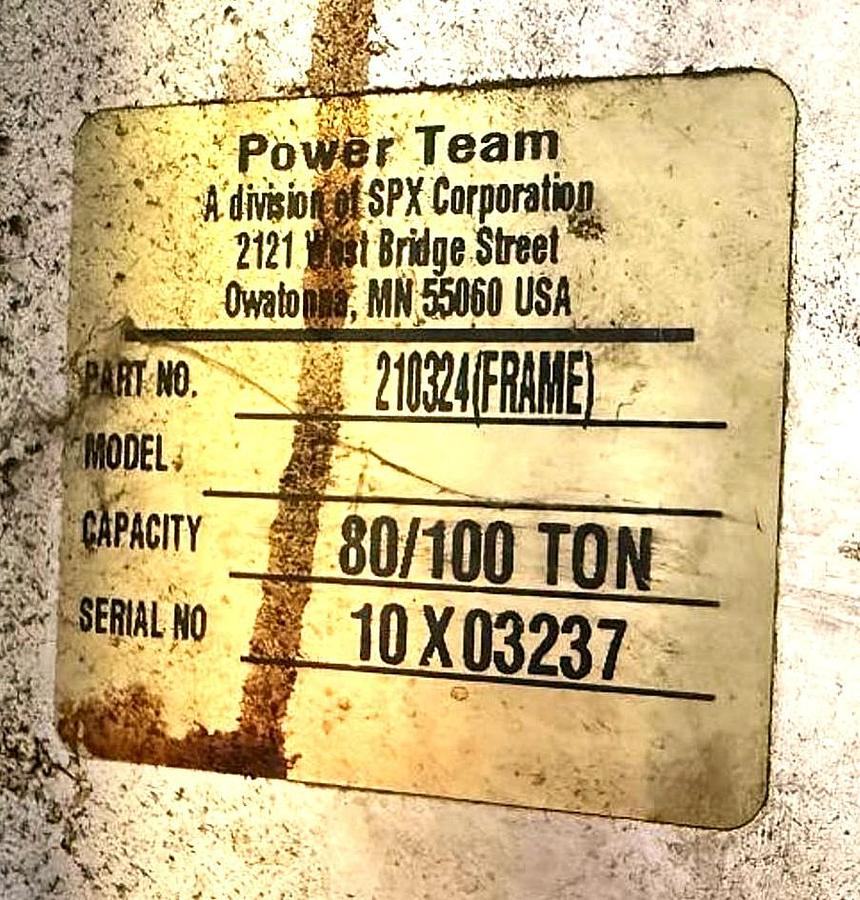 Power Team
A division of SPX Corporation
2121 West Bridge Street
Owatonna, MN 55060 USA
PART NO. 210324(FRAME)
MODEL
CAPACITY 80/100 TON
SERIAL NO 10X03237